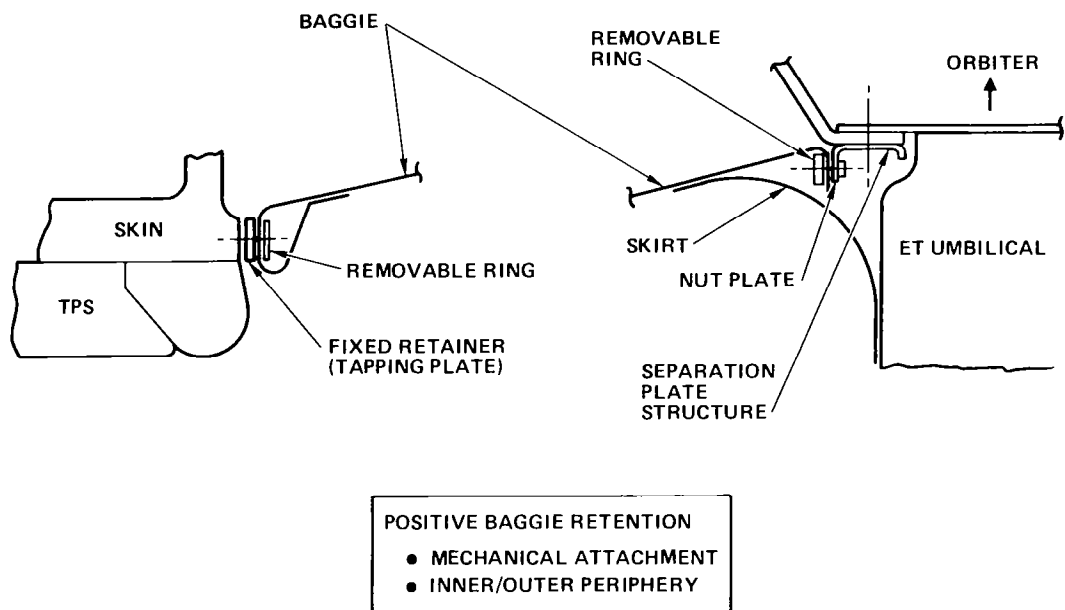 BAGGIE
REMOVABLE
RING
ORBITER
SKIN
SKIRT
ET UMBILICAL
REMOVABLE RING
NUT PLATE
TPS
FIXED RETAINER
(TAPPING PLATE)
SEPARATION
PLATE
STRUCTURE
POSITIVE BAGGIE RETENTION
● MECHANICAL ATTACHMENT
● INNER/OUTER PERIPHERY